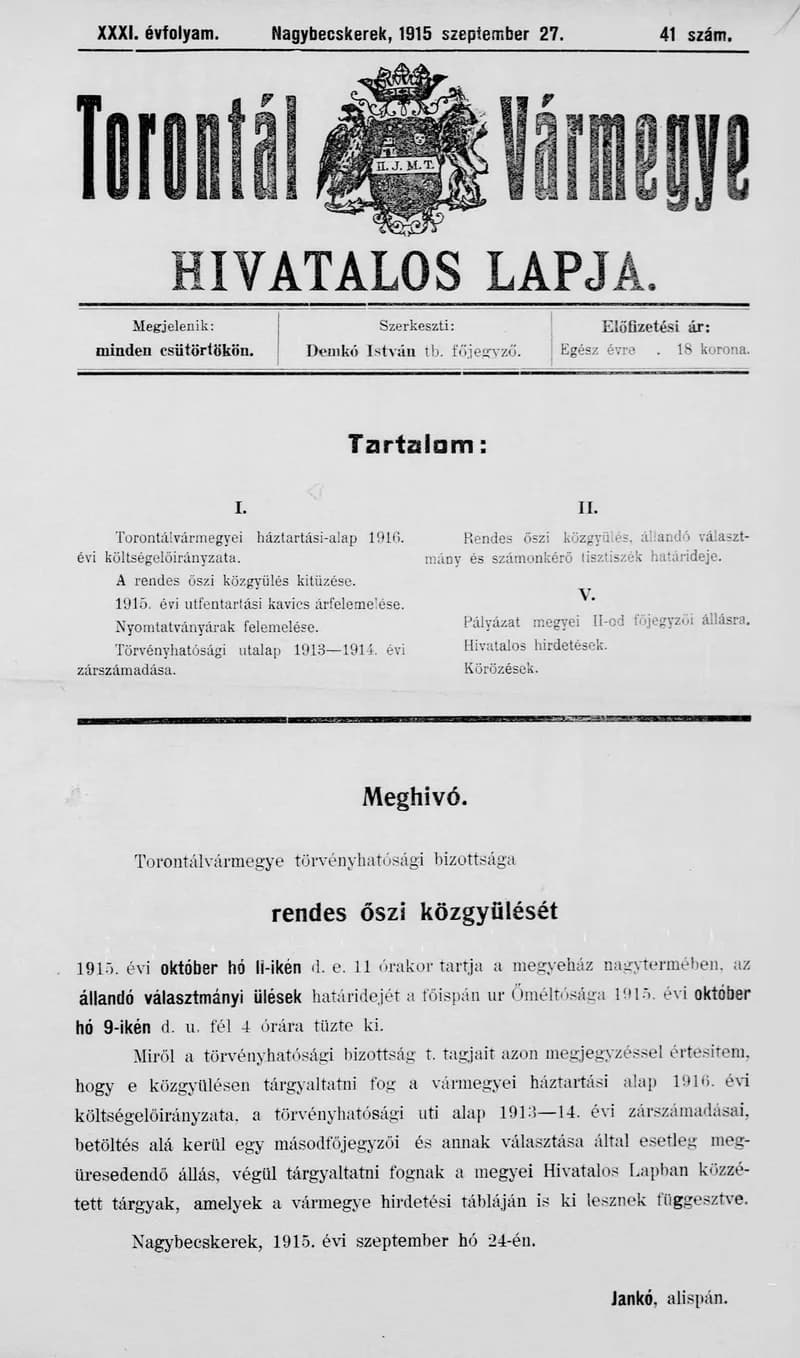 XXXI. évfolyam. Nagybecskerek, 1915 szeptember 27. 41 szám.
Torontál Vármegye
II. J. M. T.
HIVATALOS LAPJA.
Megjelenik:
minden csütörtökön.
Szerkeszti:
Demkó István tb. főjegyző.
Előfizetési ár:
Egész évre . 18 korona.
Tartalom:
I.
Torontálvármegyei háztartási-alap 1916.
évi költségelőirányzata.
A rendes őszi közgyülés kitüzése.
1915. évi utfentartási kavics árfelemelése.
Nyomtatványárak felemelése.
Törvényhatósági utalap 1913—1914. évi
zárszámadása.
II.
Rendes őszi közgyülés, állandó választ-
mány és számonkérő tisztiszék határideje.
V.
Pályázat megyei II-od főjegyzői állásra.
Hivatalos hirdetések.
Körözések.
Meghivó.
Torontálvármegye törvényhatósági bizottsága
rendes őszi közgyülését
1915. évi október hó 11-ikén d. e. 11 órakor tartja a megyeház nagytermében, az
állandó választmányi ülések határidejét a főispán ur Őméltósága 1915. évi október
hó 9-ikén d. u. fél 4 órára tüzte ki.
Miről a törvényhatósági bizottság t. tagjait azon megjegyzéssel értesitem,
hogy e közgyülésen tárgyaltatni fog a vármegyei háztartási alap 1916. évi
költségelőirányzata, a törvényhatósági uti alap 1913—14. évi zárszámadásai,
betöltés alá kerül egy másodfőjegyzői és annak választása által esetleg meg-
üresedendő állás, végül tárgyaltatni fognak a megyei Hivatalos Lapban közzé-
tett tárgyak, amelyek a vármegye hirdetési tábláján is ki lesznek függesztve.
Nagybecskerek, 1915. évi szeptember hó 24-én.
Jankó, alispán.